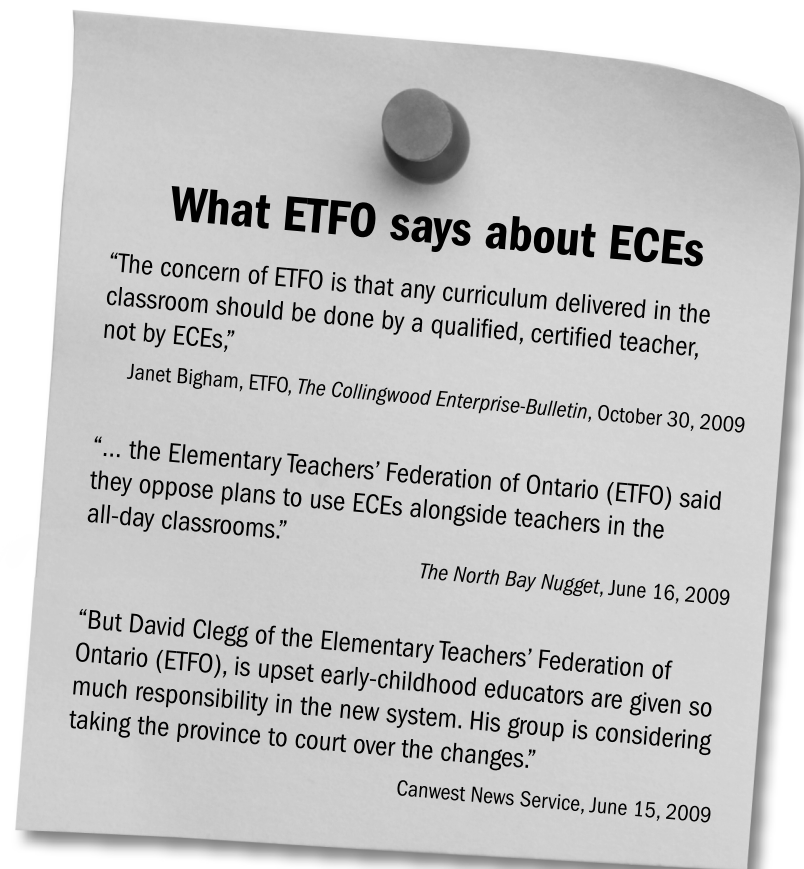 What ETFO says about ECEs
“The concern of ETFO is that any curriculum delivered in the
classroom should be done by a qualified, certified teacher,
not by ECEs,”
Janet Bigham, ETFO, The Collingwood Enterprise-Bulletin, October 30, 2009
“... the Elementary Teachers’ Federation of Ontario (ETFO) said
they oppose plans to use ECEs alongside teachers in the
all-day classrooms.”
The North Bay Nugget, June 16, 2009
“But David Clegg of the Elementary Teachers’ Federation of
Ontario (ETFO), is upset early-childhood educators are given so
much responsibility in the new system. His group is considering
taking the province to court over the changes.”
Canwest News Service, June 15, 2009